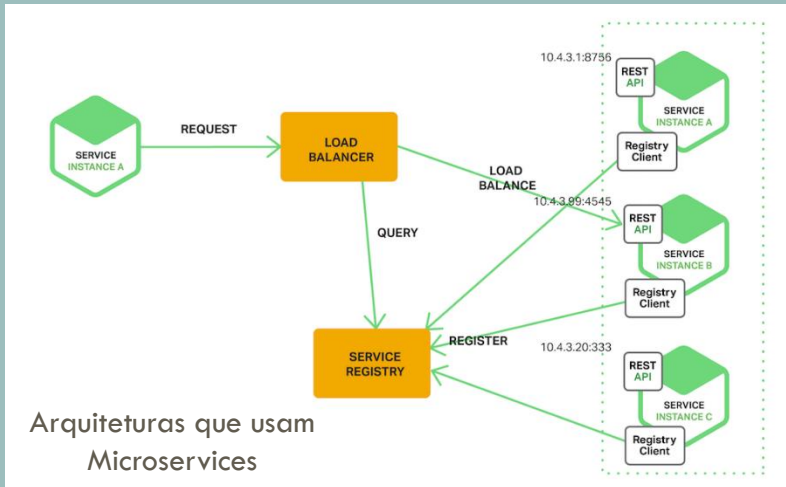 10.4.3.1:8756
REST
API
SERVICE
INSTANCE A
Registry
Client
SERVICE
INSTANCE A
REQUEST
LOAD
BALANCER
LOAD
BALANCE
10.4.3.99:4545
REST
API
SERVICE
INSTANCE B
Registry
Client
QUERY
SERVICE
REGISTRY
REGISTER
10.4.3.20:333
REST
API
SERVICE
INSTANCE C
Registry
Client
Arquiteturas que usam
Microservices